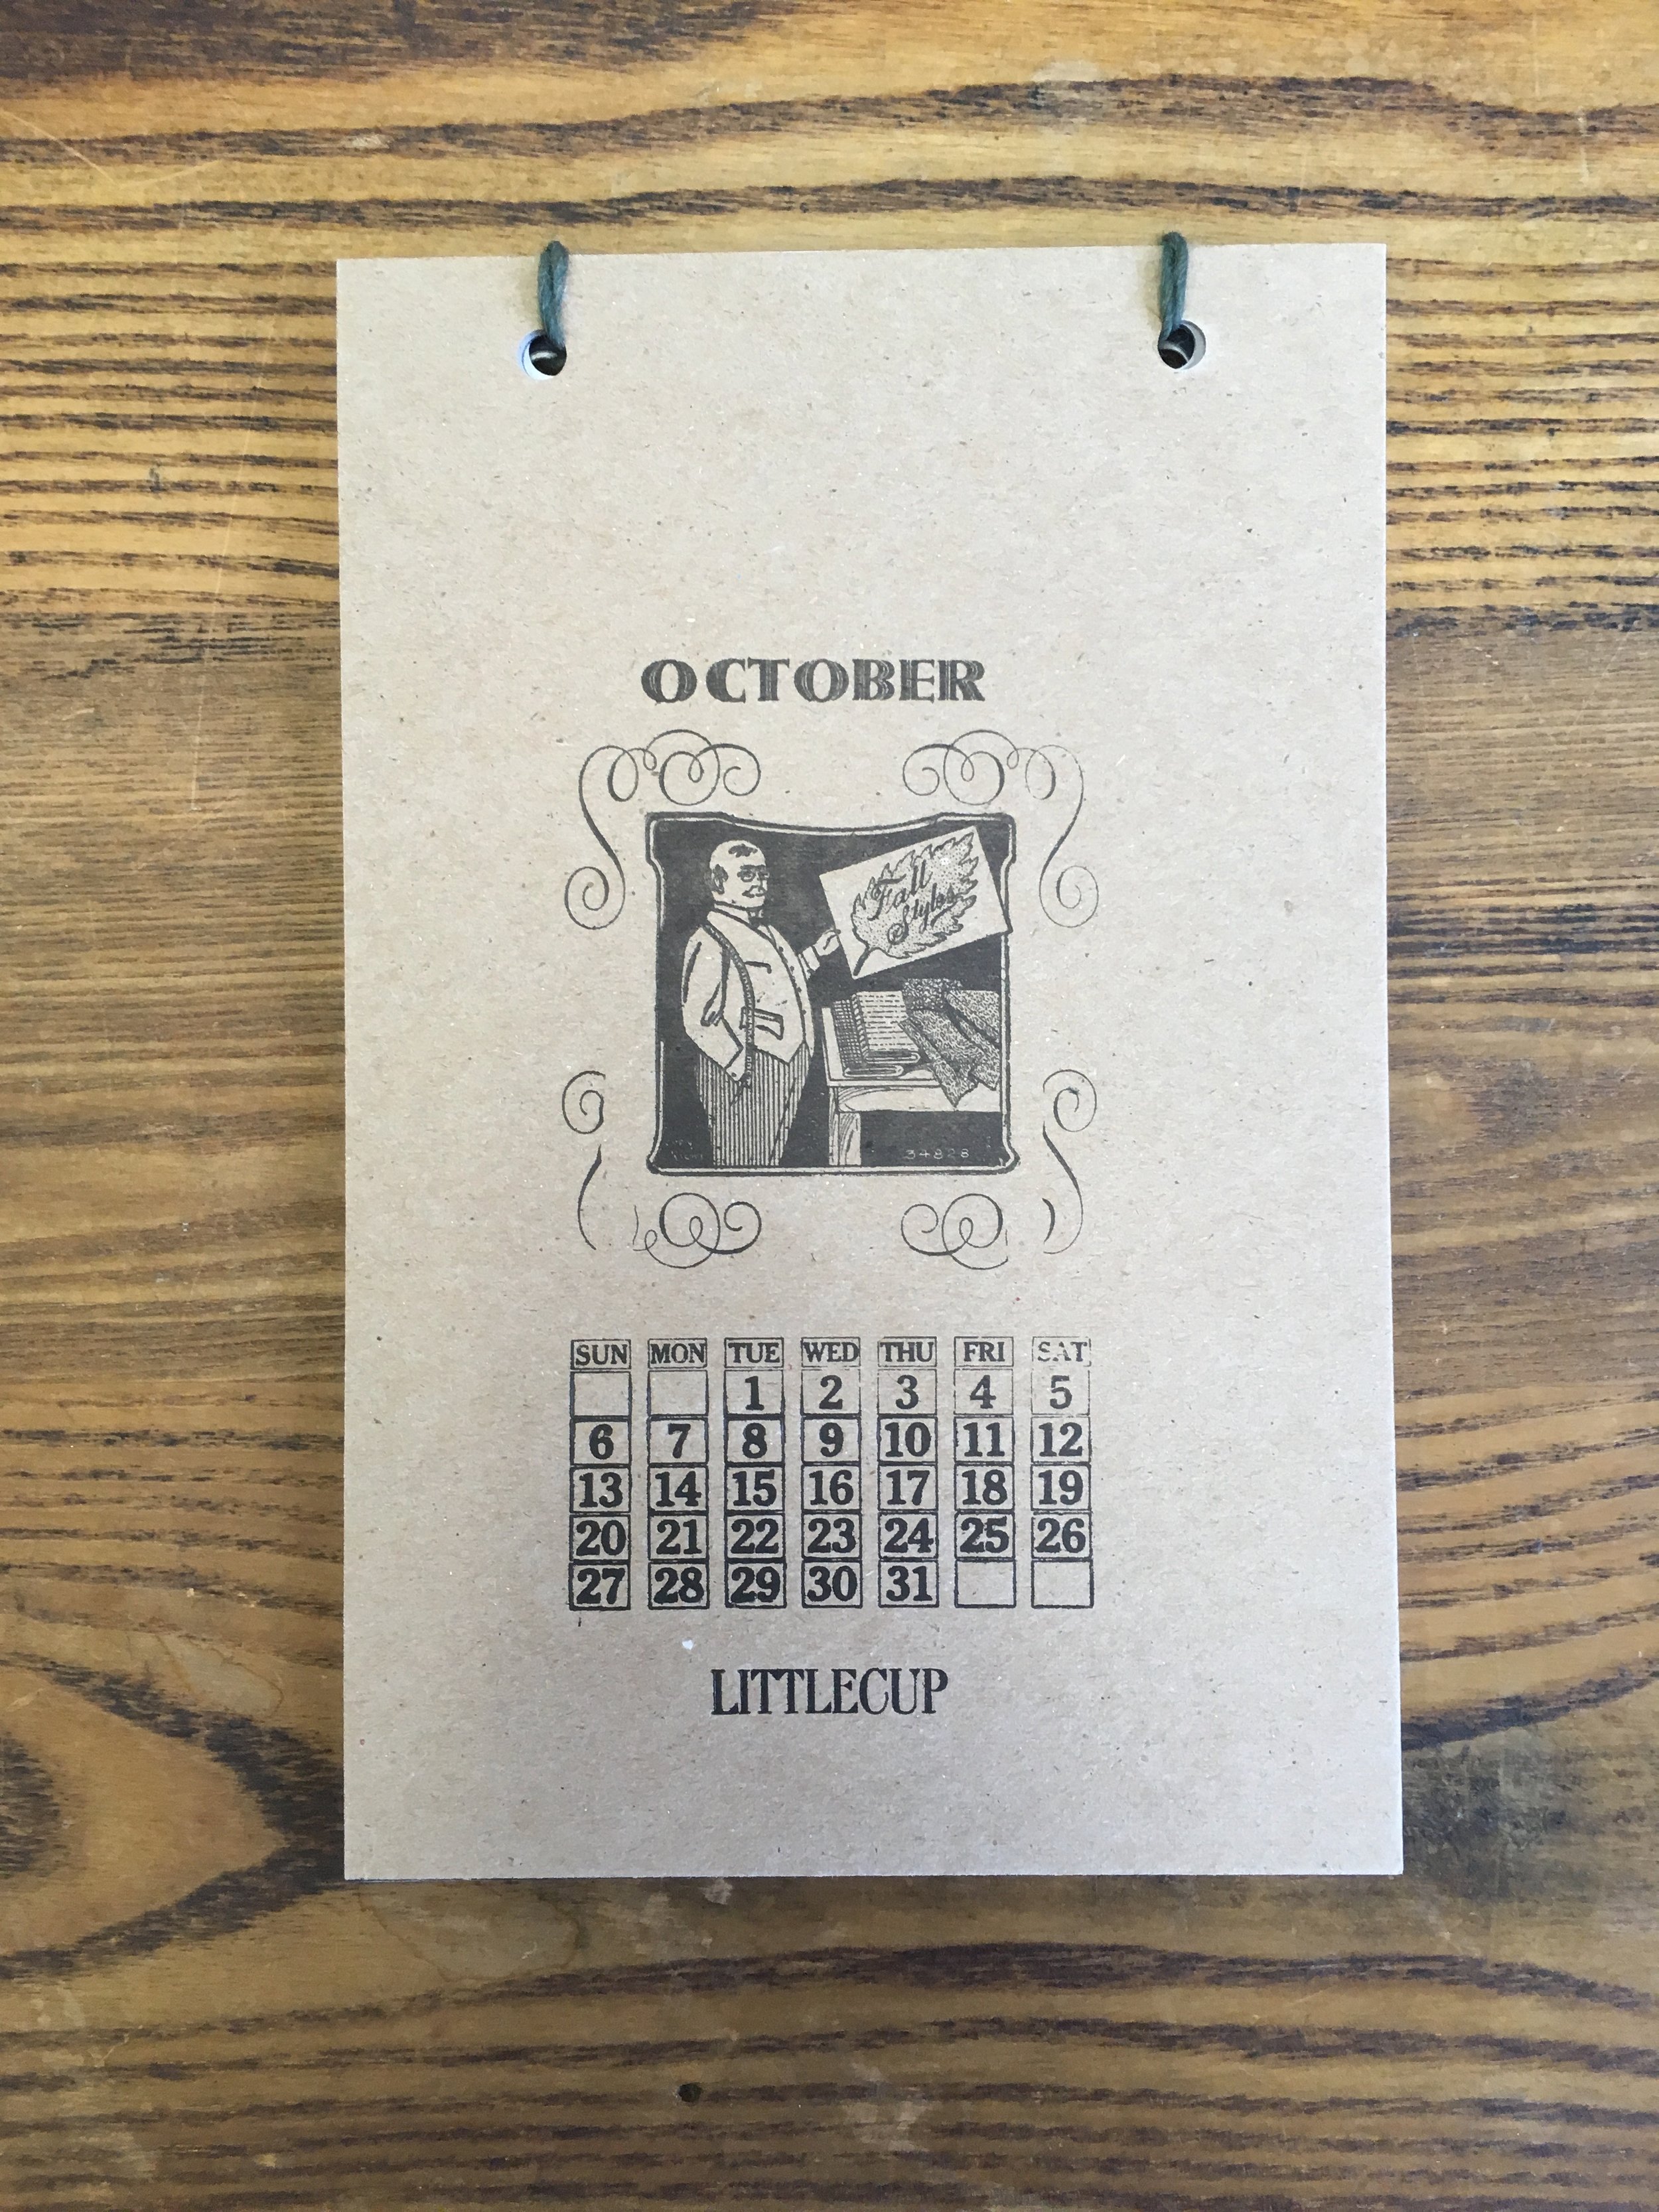 OCTOBER
Fall
Styles
34828
SUN MON TUE WED THU FRI SAT
1 2 3 4 5
6 7 8 9 10 11 12
13 14 15 16 17 18 19
20 21 22 23 24 25 26
27 28 29 30 31
LITTLECUP